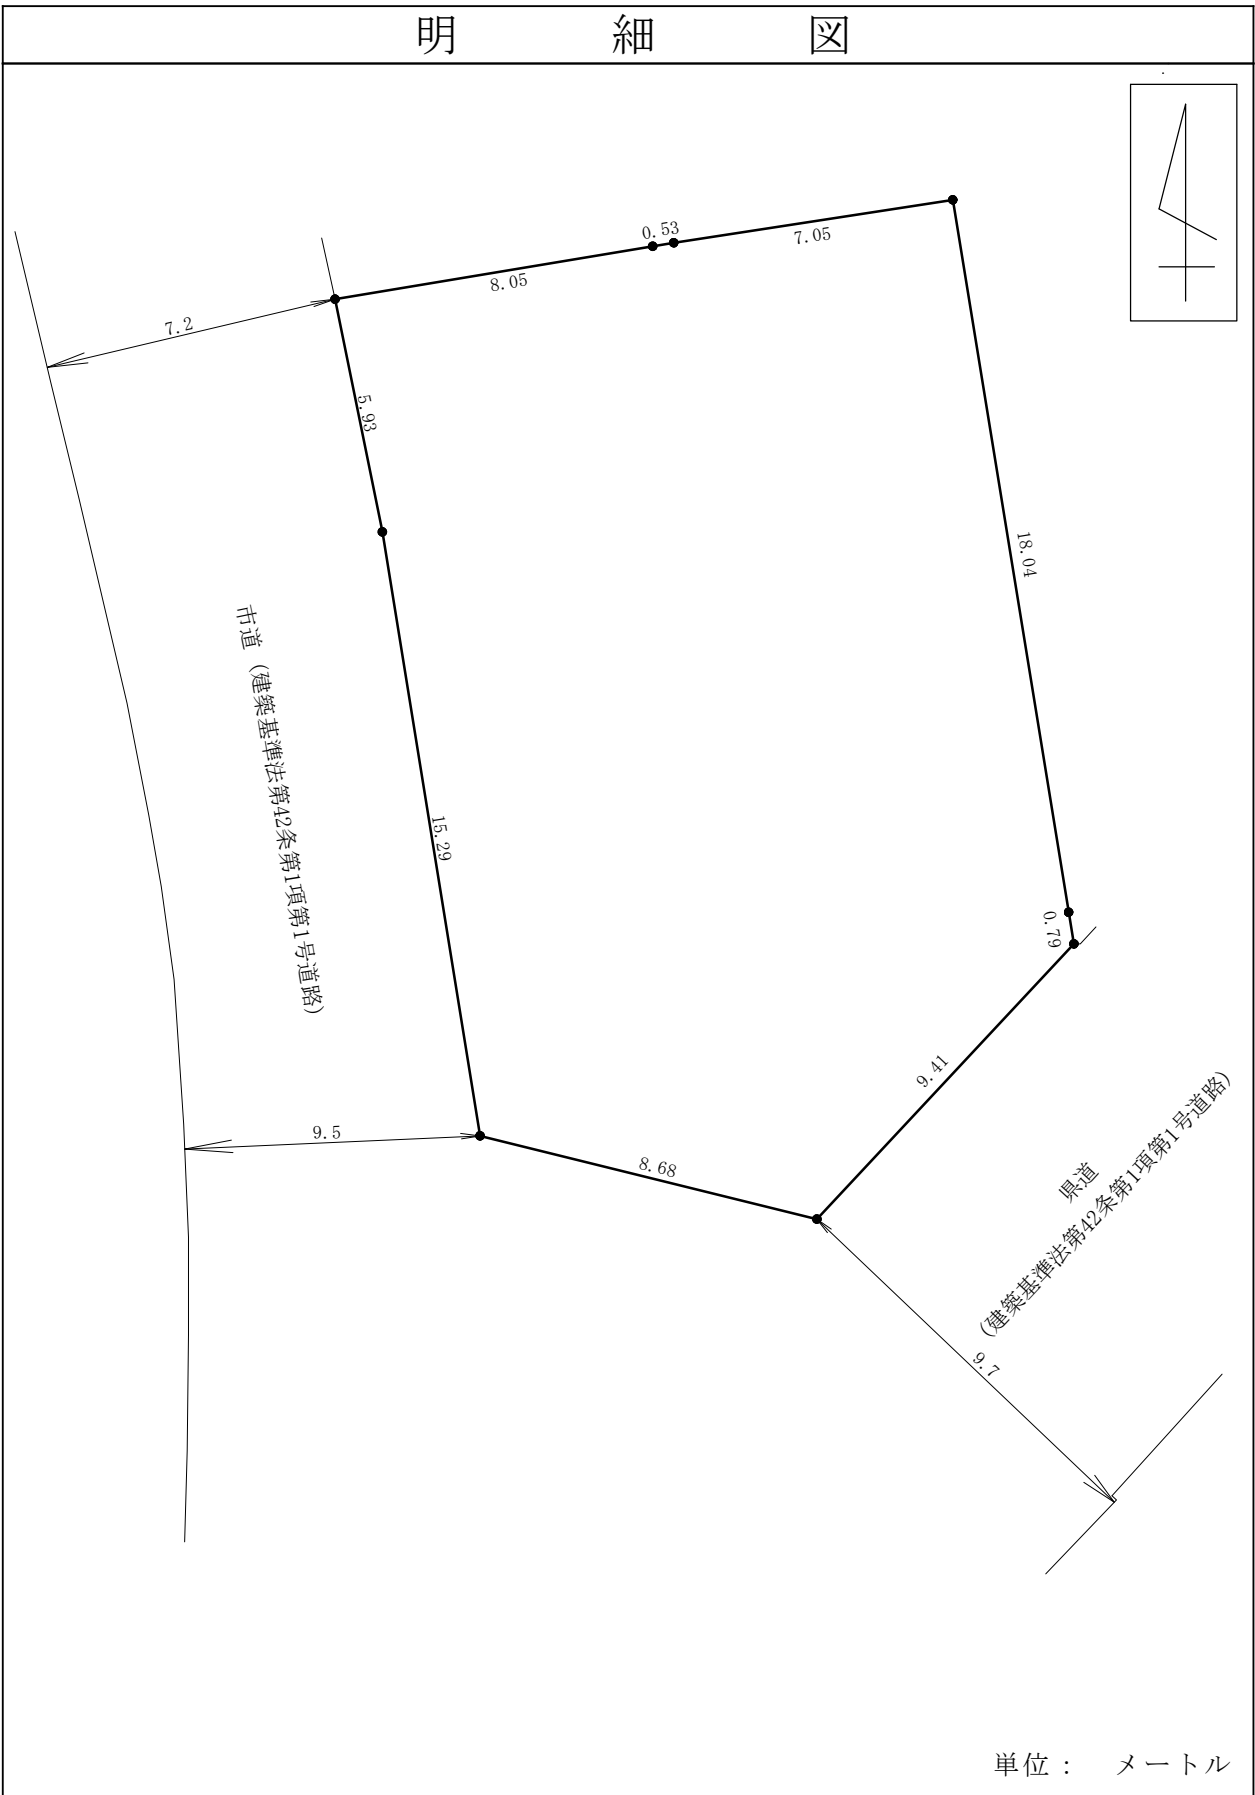 明細図
0.53
7.05
8.05
7.2
5.93
18.04
市道（建築基準法第42条第1項第1号道路）
15.29
0.79
9.41
9.5
8.68
県道
（建築基準法第42条第1項第1号道路）
9.7
単位： メートル